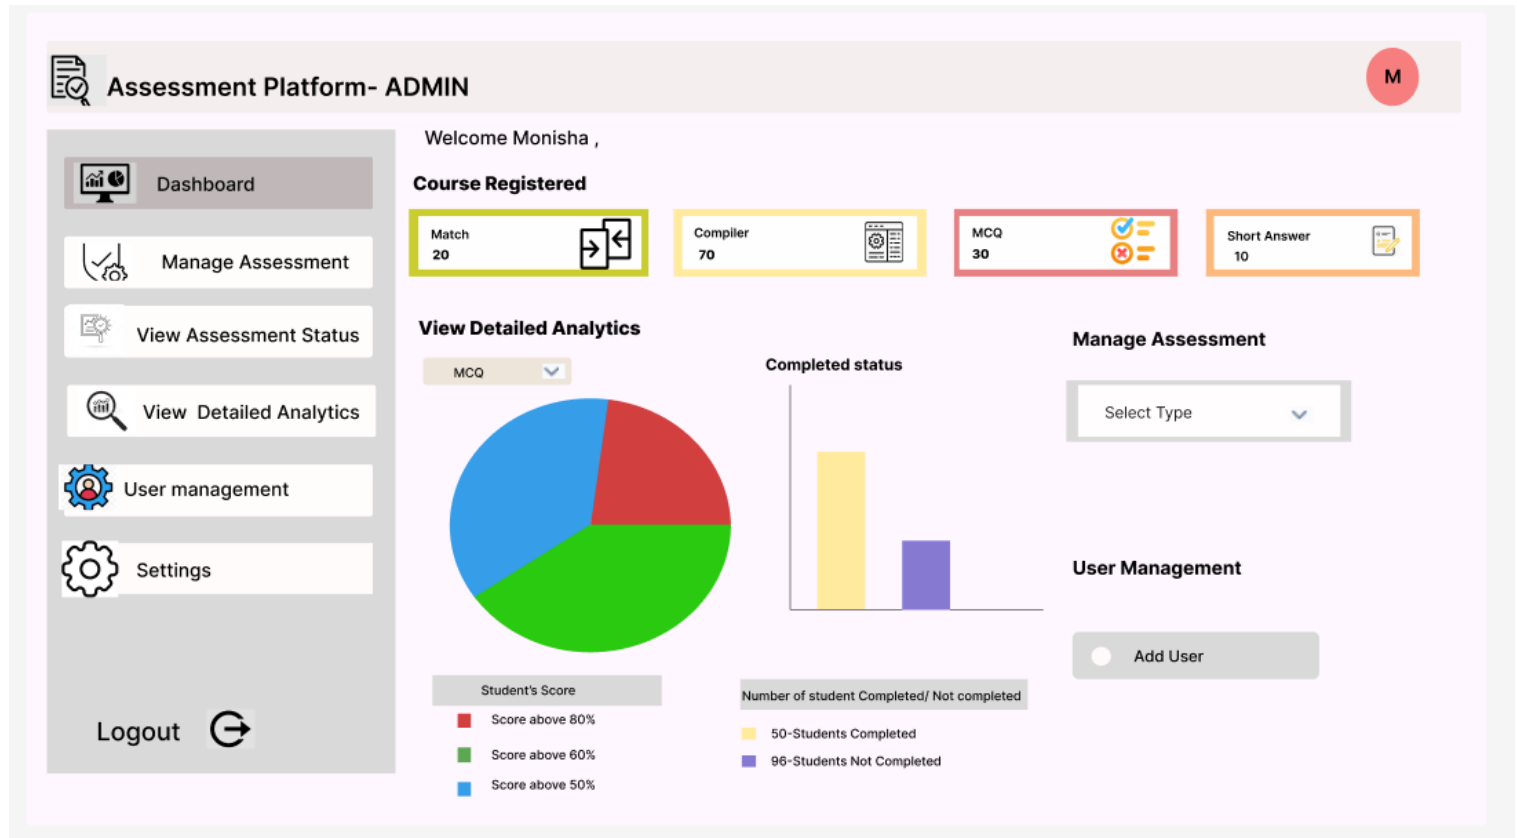 Assessment Platform- ADMIN
M
Dashboard
Manage Assessment
View Assessment Status
View Detailed Analytics
User management
Settings
Logout
Welcome Monisha ,
Course Registered
Match
20
Compiler
70
MCQ
30
Short Answer
10
View Detailed Analytics
MCQ
Student's Score
Score above 80%
Score above 60%
Score above 50%
Completed status
Number of student Completed/ Not completed
50-Students Completed
96-Students Not Completed
Manage Assessment
Select Type
User Management
Add User